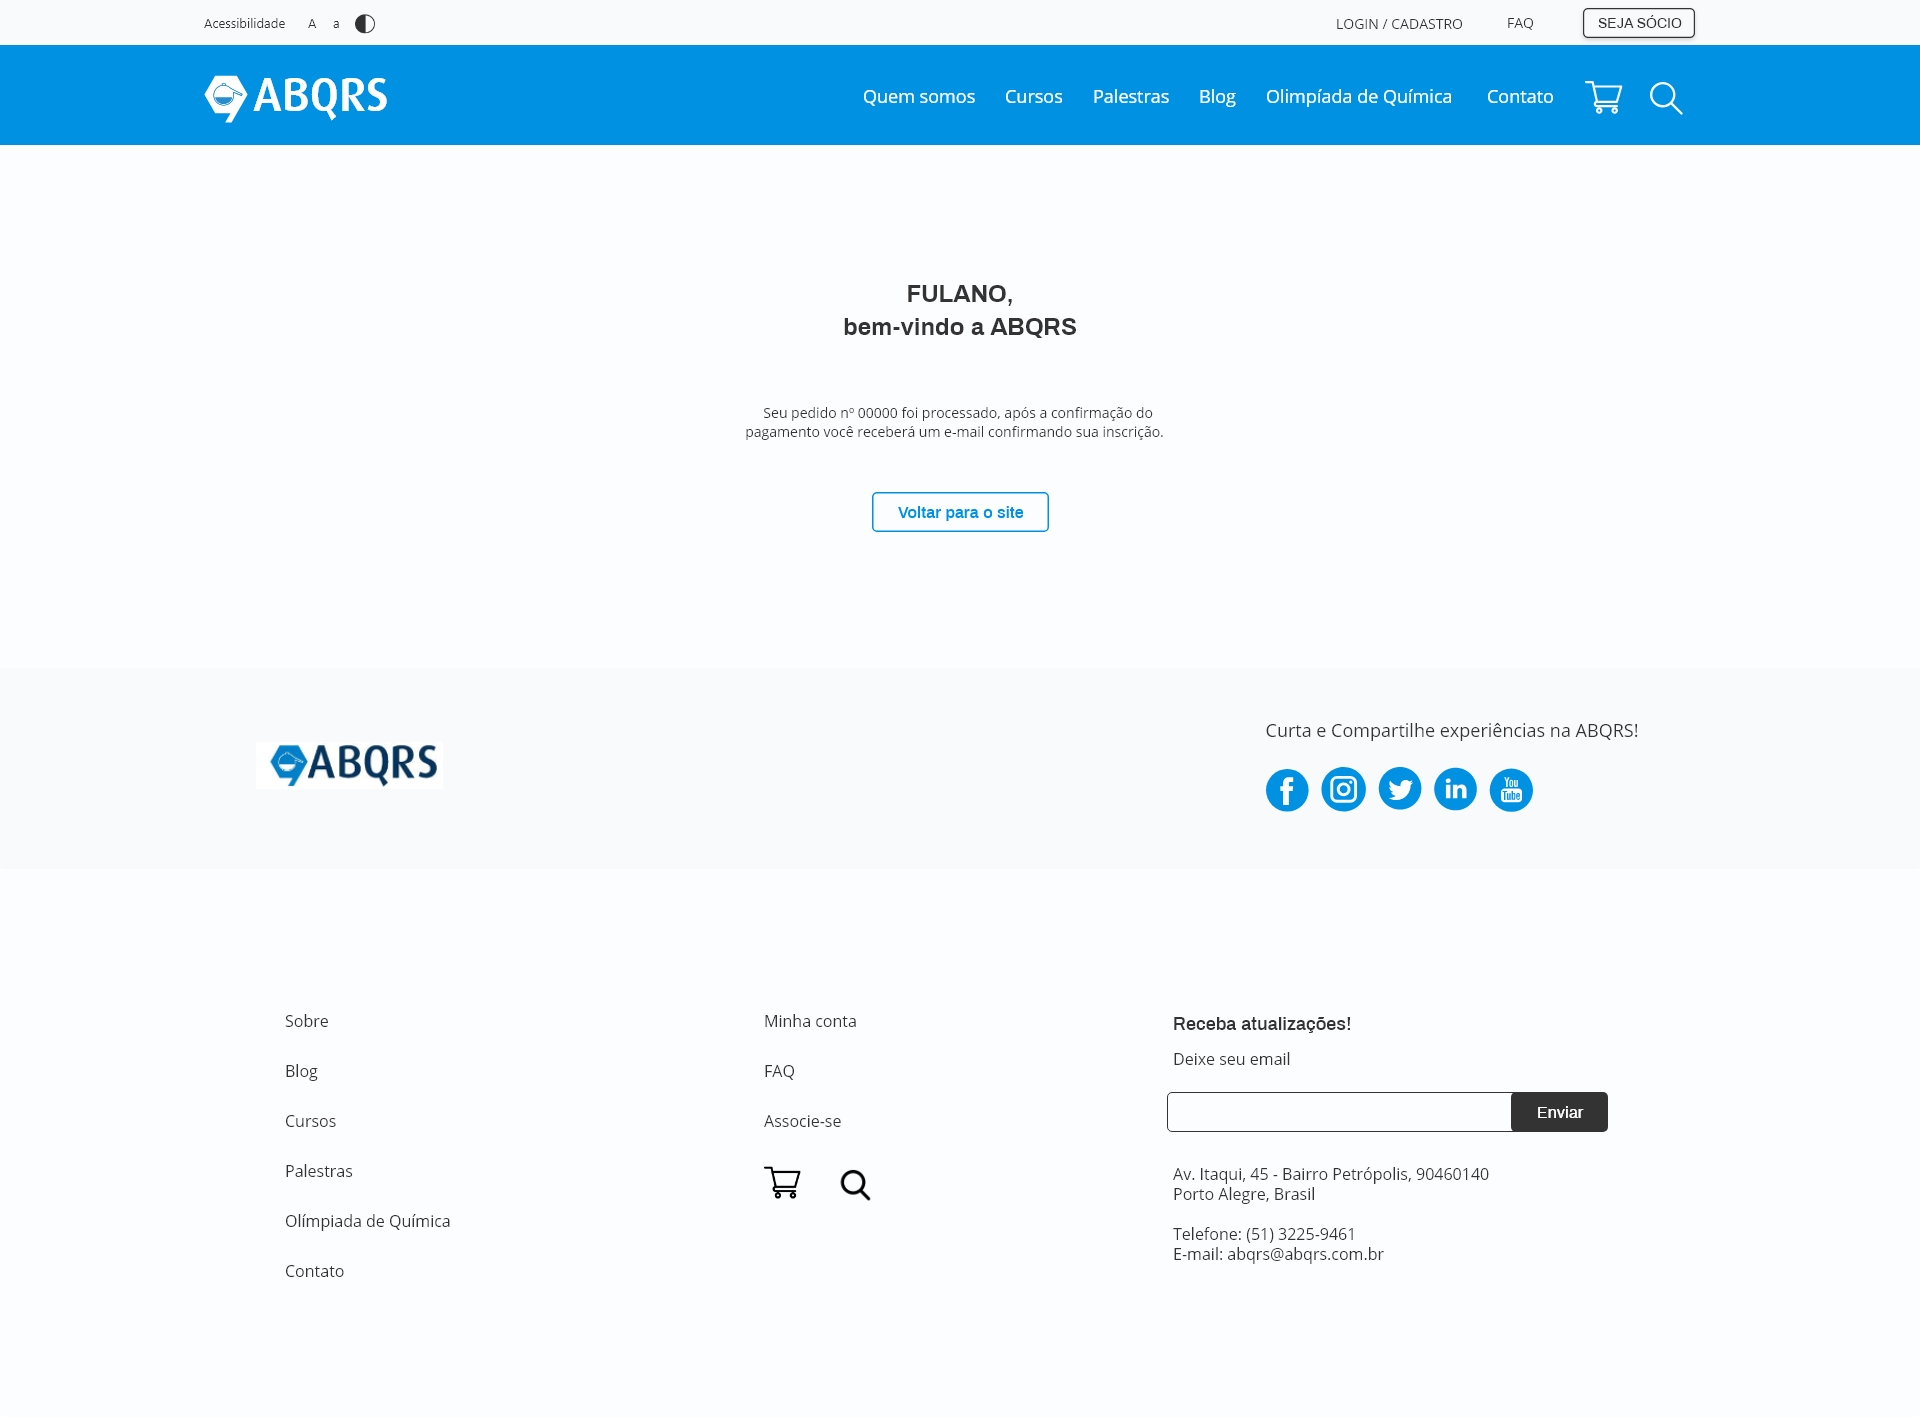 Acessibilidade A a
LOGIN / CADASTRO FAQ SEJA SÓCIO
ABQRS
Quem somos Cursos Palestras Blog Olimpíada de Química Contato
FULANO,
bem-vindo a ABQRS
Seu pedido nº 00000 foi processado, após a confirmação do
pagamento você receberá um e-mail confirmando sua inscrição.
Voltar para o site
ABQRS
Curta e Compartilhe experiências na ABQRS!
in
You
Tube
Sobre
Blog
Cursos
Palestras
Olímpiada de Química
Contato
Minha conta
FAQ
Associe-se
Receba atualizações!
Deixe seu email
Enviar
Av. Itaqui, 45 - Bairro Petrópolis, 90460140
Porto Alegre, Brasil
Telefone: (51) 3225-9461
E-mail: abqrs@abqrs.com.br